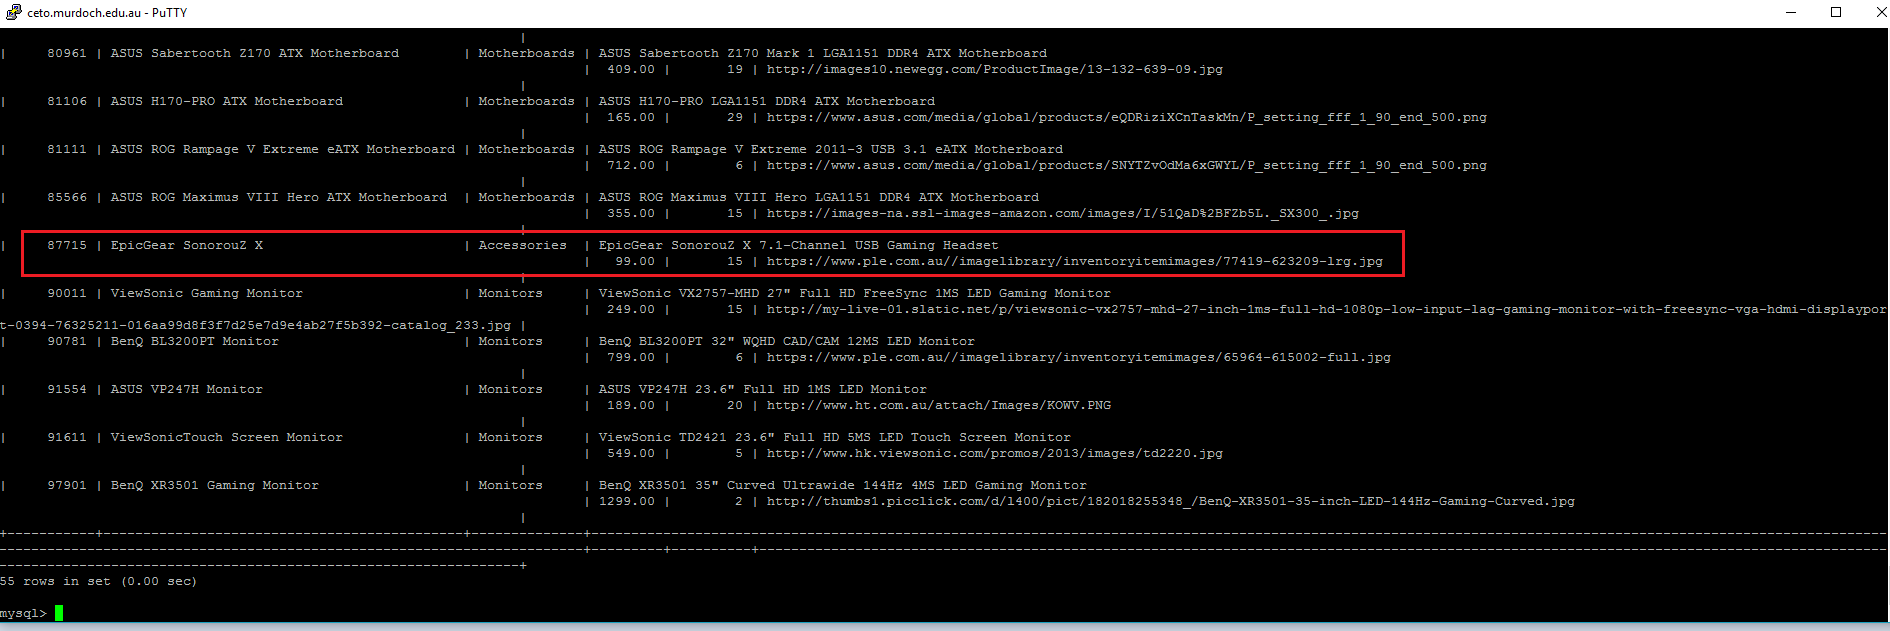 ceto.murdoch.edu.au - PuTTY
|
| 80961 | ASUS Sabertooth Z170 ATX Motherboard | Motherboards | ASUS Sabertooth Z170 Mark 1 LGA1151 DDR4 ATX Motherboard
| 409.00 | 19 | http://images10.newegg.com/ProductImage/13-132-639-09.jpg
|
| 81106 | ASUS H170-PRO ATX Motherboard | Motherboards | ASUS H170-PRO LGA1151 DDR4 ATX Motherboard
| 165.00 | 29 | https://www.asus.com/media/global/products/eQDRiziXCnTaskMn/P_setting_fff_1_90_end_500.png
|
| 81111 | ASUS ROG Rampage V Extreme eATX Motherboard | Motherboards | ASUS ROG Rampage V Extreme 2011-3 USB 3.1 eATX Motherboard
| 712.00 | 6 | https://www.asus.com/media/global/products/SNYTZvOdMa6xGWYL/P_setting_fff_1_90_end_500.png
|
| 85566 | ASUS ROG Maximus VIII Hero ATX Motherboard | Motherboards | ASUS ROG Maximus VIII Hero LGA1151 DDR4 ATX Motherboard
| 355.00 | 15 | https://images-na.ssl-images-amazon.com/images/I/51QaD%2BFZb5L._SX300_.jpg
|
| 87715 | EpicGear SonorouZ X | Accessories | EpicGear SonorouZ X 7.1-Channel USB Gaming Headset
| 99.00 | 15 | https://www.ple.com.au//imagelibrary/inventoryitemimages/77419-623209-lrg.jpg
|
| 90011 | ViewSonic Gaming Monitor | Monitors | ViewSonic VX2757-MHD 27" Full HD FreeSync 1MS LED Gaming Monitor
| 249.00 | 15 | http://my-live-01.slatic.net/p/viewsonic-vx2757-mhd-27-inch-1ms-full-hd-1080p-low-input-lag-gaming-monitor-with-freesync-vga-hdmi-displaypor
t-0394-76325211-016aa99d8f3f7d25e7d9e4ab27f5b392-catalog_233.jpg |
| 90781 | BenQ BL3200PT Monitor | Monitors | BenQ BL3200PT 32" WQHD CAD/CAM 12MS LED Monitor
| 799.00 | 6 | https://www.ple.com.au//imagelibrary/inventoryitemimages/65964-615002-full.jpg
|
| 91554 | ASUS VP247H Monitor | Monitors | ASUS VP247H 23.6" Full HD 1MS LED Monitor
| 189.00 | 20 | http://www.ht.com.au/attach/Images/KOWV.PNG
|
| 91611 | ViewSonicTouch Screen Monitor | Monitors | ViewSonic TD2421 23.6" Full HD 5MS LED Touch Screen Monitor
| 549.00 | 5 | http://www.hk.viewsonic.com/promos/2013/images/td2220.jpg
|
| 97901 | BenQ XR3501 Gaming Monitor | Monitors | BenQ XR3501 35" Curved Ultrawide 144Hz 4MS LED Gaming Monitor
| 1299.00 | 2 | http://thumbs1.picclick.com/d/l400/pict/182018255348_/BenQ-XR3501-35-inch-LED-144Hz-Gaming-Curved.jpg
|
55 rows in set (0.00 sec)
mysql>